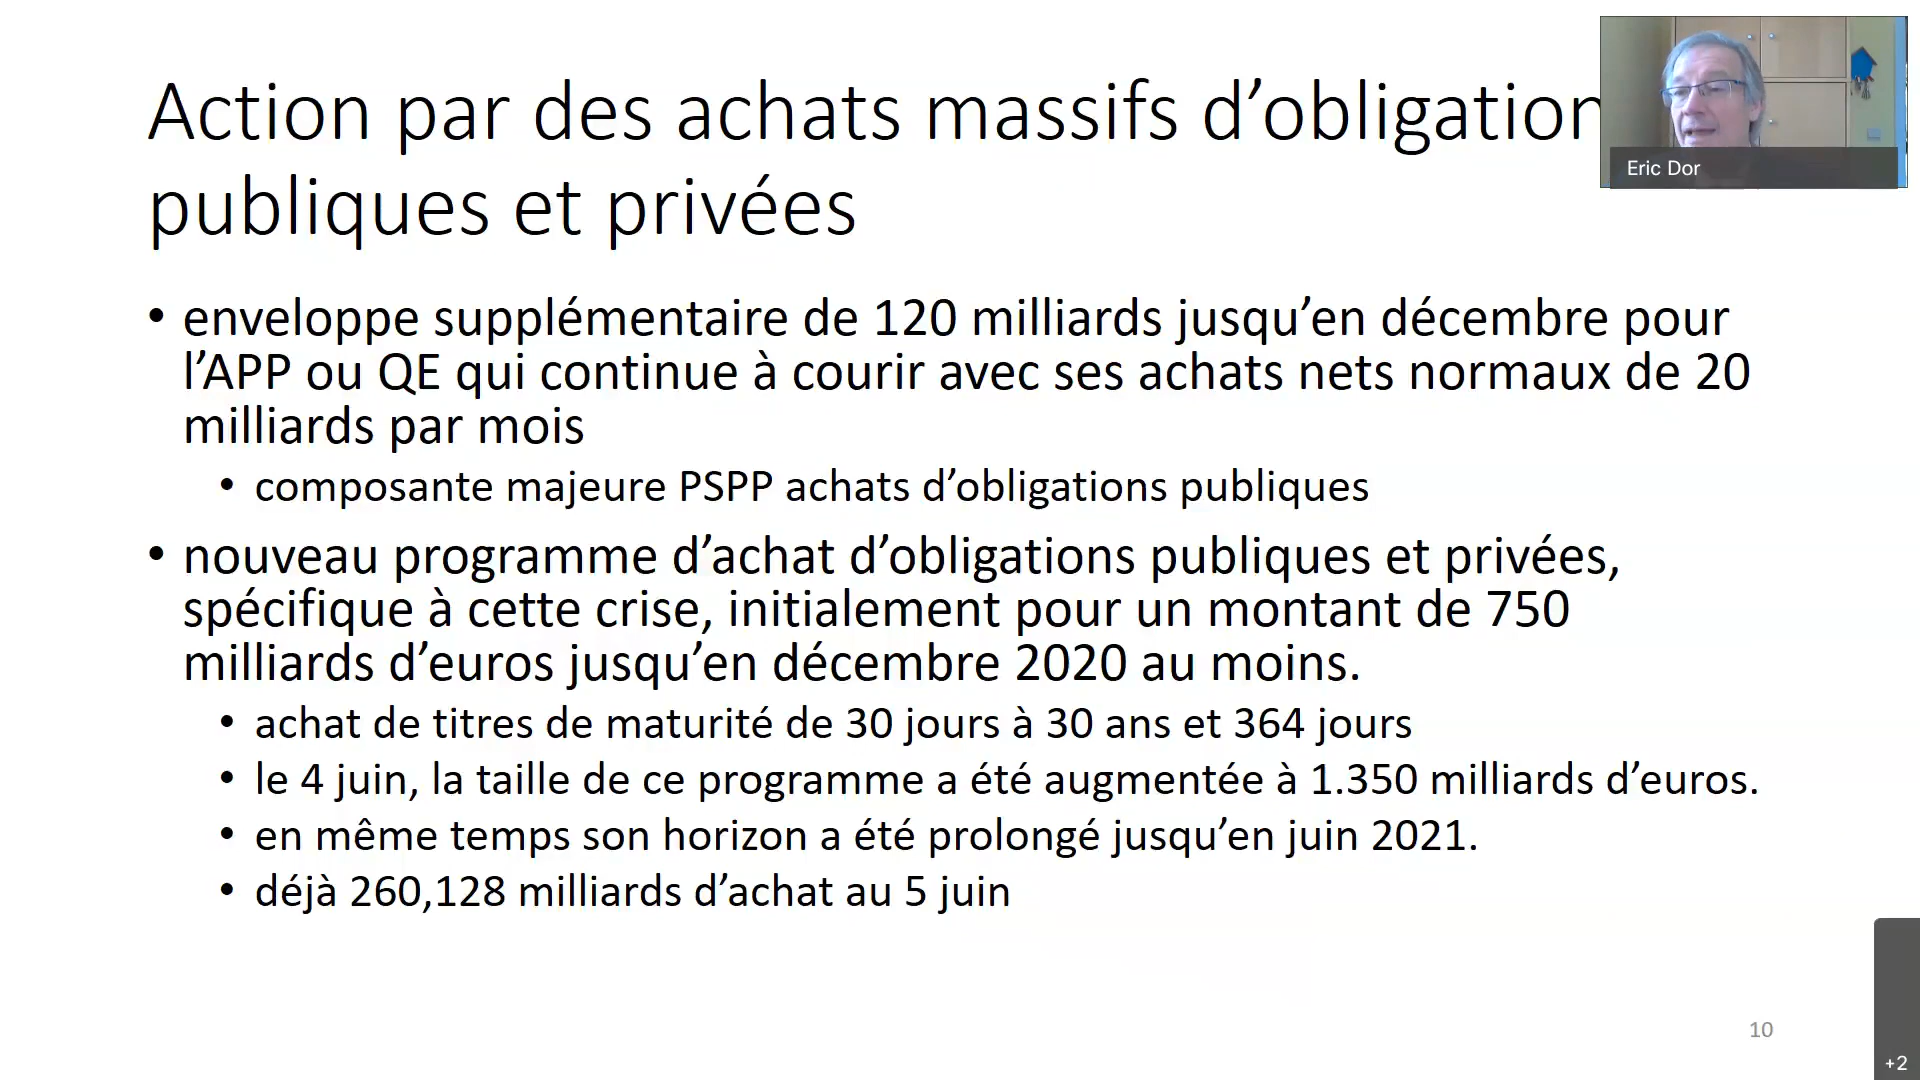 Action par des achats massifs d’obligation
publiques et privées
• enveloppe supplémentaire de 120 milliards jusqu’en décembre pour
l’APP ou QE qui continue à courir avec ses achats nets normaux de 20
milliards par mois
• composante majeure PSPP achats d’obligations publiques
• nouveau programme d’achat d’obligations publiques et privées,
spécifique à cette crise, initialement pour un montant de 750
milliards d’euros jusqu’en décembre 2020 au moins.
• achat de titres de maturité de 30 jours à 30 ans et 364 jours
• le 4 juin, la taille de ce programme a été augmentée à 1.350 milliards d’euros.
• en même temps son horizon a été prolongé jusqu’en juin 2021.
• déjà 260,128 milliards d’achat au 5 juin
Eric Dor
10
+2